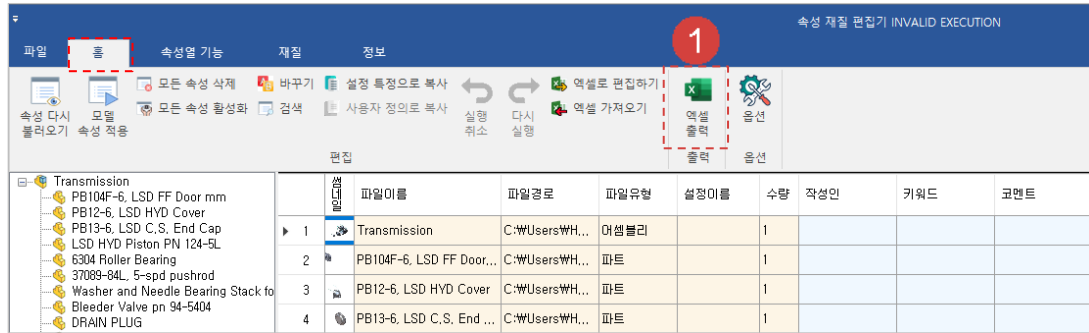 속성 재질 편집기 INVALID EXECUTION
파일 홈 속성열 기능 재질 정보
1
속성 다시 불러오기
모델 속성 적용
모든 속성 삭제
모든 속성 활성화
바꾸기
검색
설정 특정으로 복사
사용자 정의로 복사
실행 취소
다시 실행
엑셀로 편집하기
엑셀 가져오기
엑셀 출력
옵션
편집 출력 옵션
Transmission
PB104F-6, LSD FF Door mm
PB12-6, LSD HYD Cover
PB13-6, LSD C,S, End Cap
LSD HYD Piston PN 124-5L
6304 Roller Bearing
37089-84L, 5-spd pushrod
Washer and Needle Bearing Stack fo
Bleeder Valve pn 94-5404
DRAIN PLUG
썸네일 파일이름 파일경로 파일유형 설정이름 수량 작성인 키워드 코멘트
1 Transmission C:₩Users₩H... 어셈블리 1
2 PB104F-6, LSD FF Door... C:₩Users₩H... 파트 1
3 PB12-6, LSD HYD Cover C:₩Users₩H... 파트 1
4 PB13-6, LSD C,S, End ... C:₩Users₩H... 파트 1